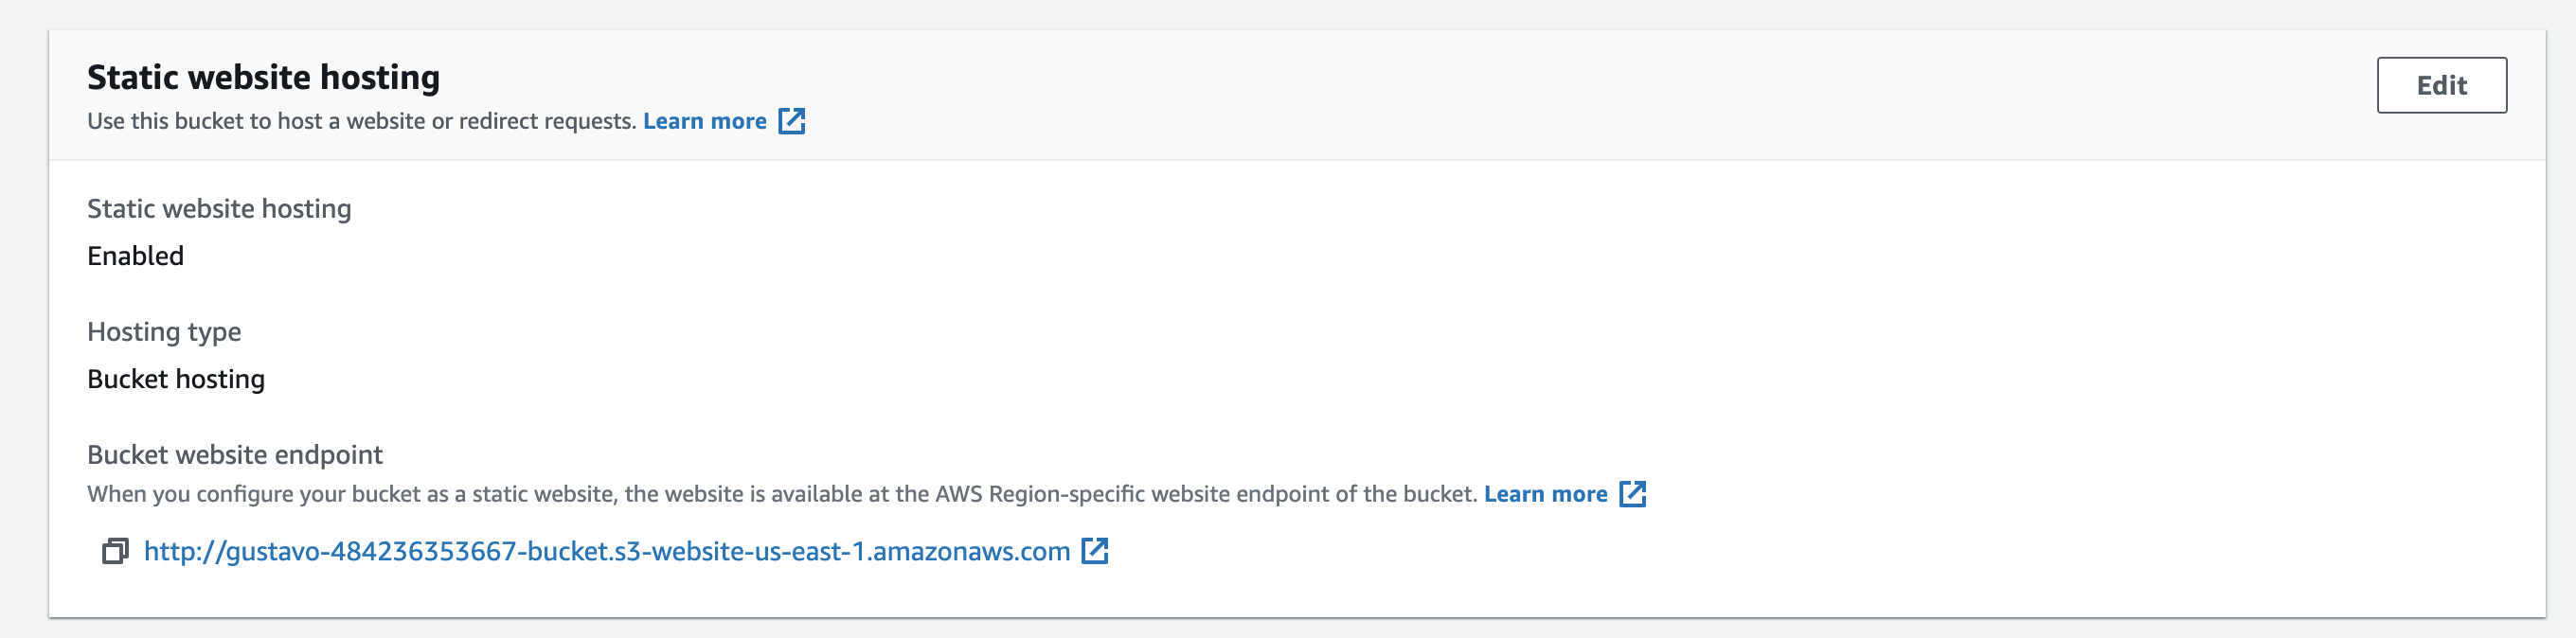 Static website hosting
Edit
Use this bucket to host a website or redirect requests. Learn more
Static website hosting
Enabled
Hosting type
Bucket hosting
Bucket website endpoint
When you configure your bucket as a static website, the website is available at the AWS Region-specific website endpoint of the bucket. Learn more
http://gustavo-484236353667-bucket.s3-website-us-east-1.amazonaws.com